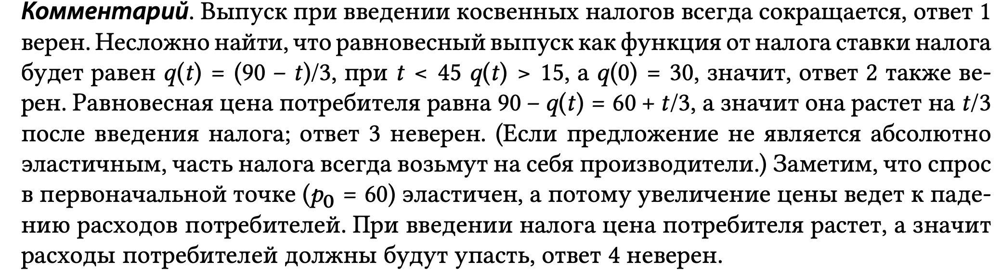 Комментарий. Выпуск при введении косвенных налогов всегда сокращается, ответ 1
верен. Несложно найти, что равновесный выпуск как функция от налога ставки налога
будет равен q(t) = (90 – t)/3, при t < 45 q(t) > 15, а q(0) = 30, значит, ответ 2 также ве-
рен. Равновесная цена потребителя равна 90 – q(t) = 60 + t/3, а значит она растет на t/3
после введения налога; ответ 3 неверен. (Если предложение не является абсолютно
эластичным, часть налога всегда возьмут на себя производители.) Заметим, что спрос
в первоначальной точке (p₀ = 60) эластичен, а потому увеличение цены ведет к паде-
нию расходов потребителей. При введении налога цена потребителя растет, а значит
расходы потребителей должны будут упасть, ответ 4 неверен.